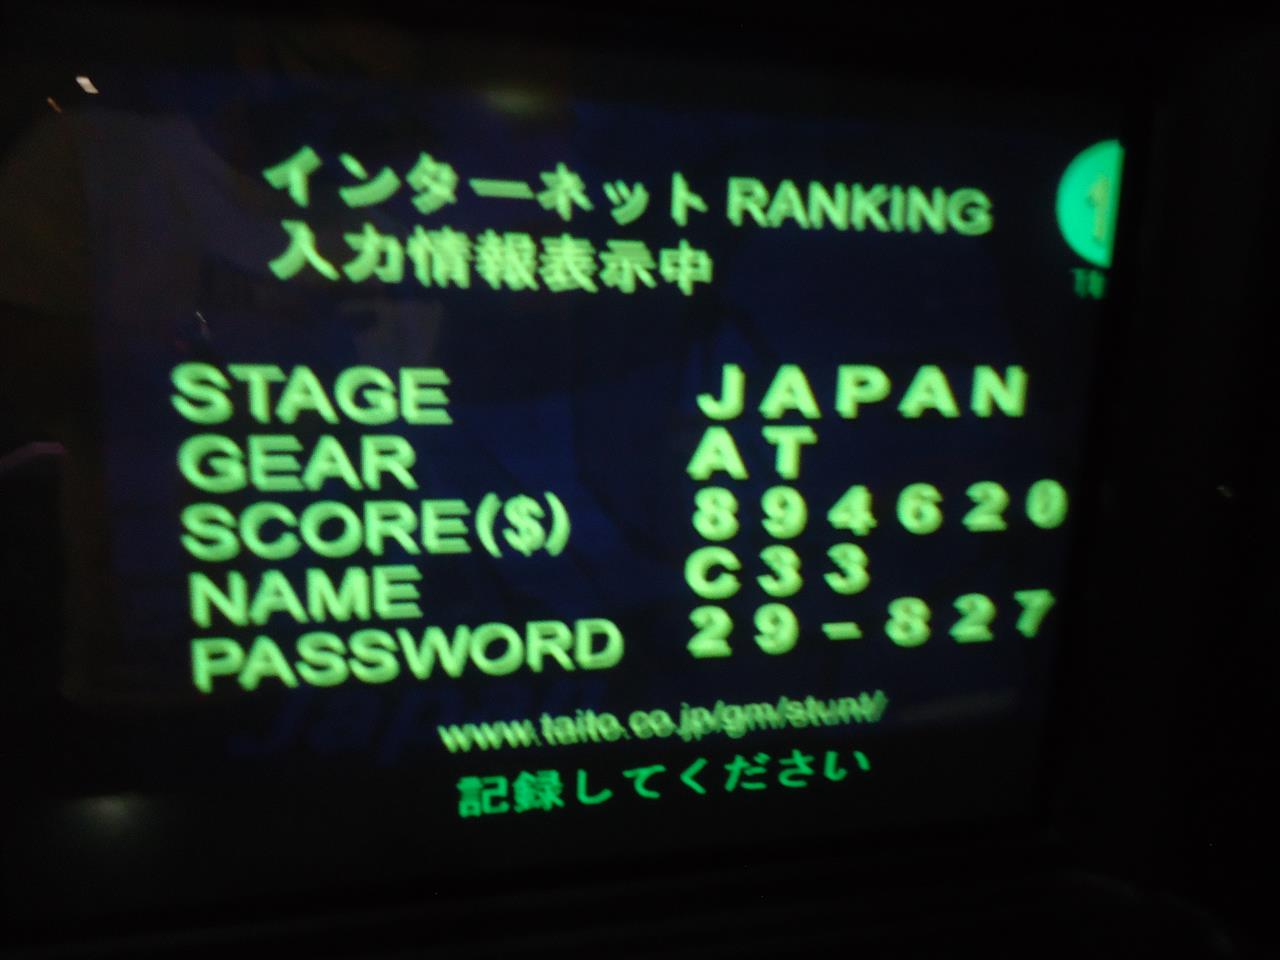 インターネット RANKING
入力情報表示中
1
STAGE JAPAN
GEAR AT
SCORE($) 894620
NAME C33
PASSWORD 29-827
Japan
www.taito.co.jp/gm/stunt/
記録してください